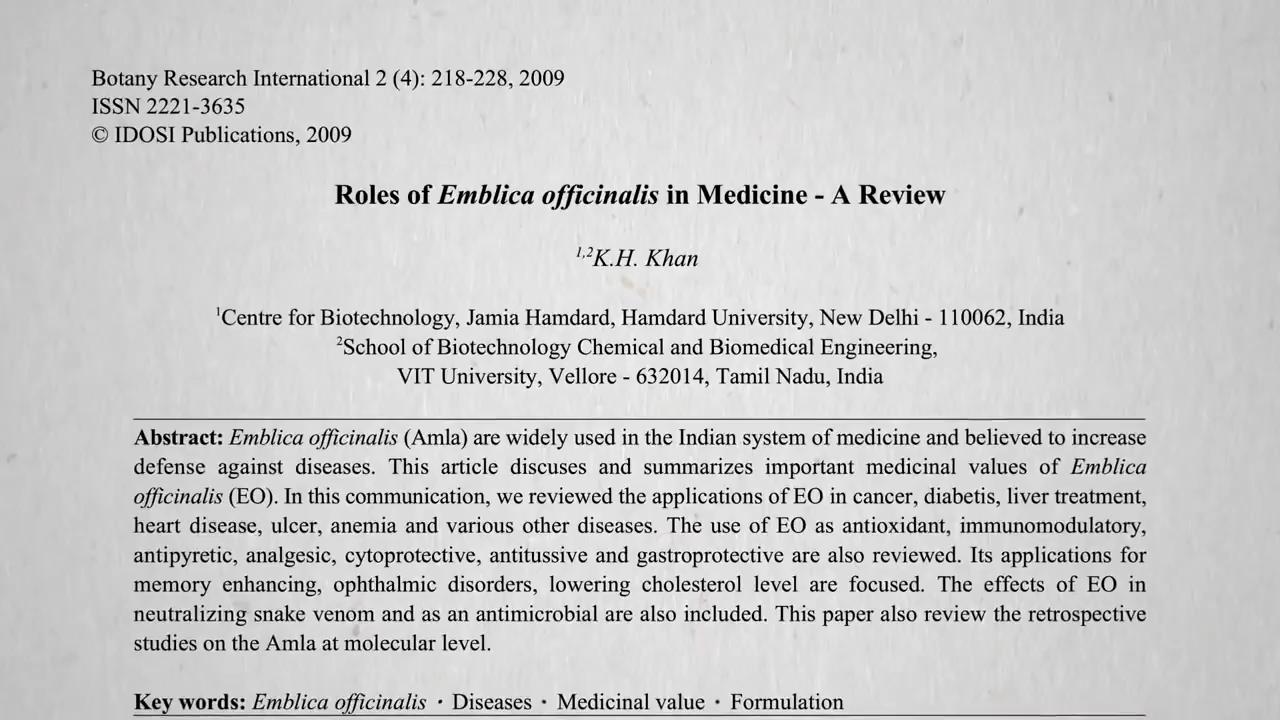 Botany Research International 2 (4): 218-228, 2009
ISSN 2221-3635
© IDOSI Publications, 2009
Roles of Emblica officinalis in Medicine - A Review
1,2K.H. Khan
1Centre for Biotechnology, Jamia Hamdard, Hamdard University, New Delhi - 110062, India
2School of Biotechnology Chemical and Biomedical Engineering,
VIT University, Vellore - 632014, Tamil Nadu, India
Abstract: Emblica officinalis (Amla) are widely used in the Indian system of medicine and believed to increase
defense against diseases. This article discuses and summarizes important medicinal values of Emblica
officinalis (EO). In this communication, we reviewed the applications of EO in cancer, diabetis, liver treatment,
heart disease, ulcer, anemia and various other diseases. The use of EO as antioxidant, immunomodulatory,
antipyretic, analgesic, cytoprotective, antitussive and gastroprotective are also reviewed. Its applications for
memory enhancing, ophthalmic disorders, lowering cholesterol level are focused. The effects of EO in
neutralizing snake venom and as an antimicrobial are also included. This paper also review the retrospective
studies on the Amla at molecular level.
Key words: Emblica officinalis · Diseases · Medicinal value · Formulation